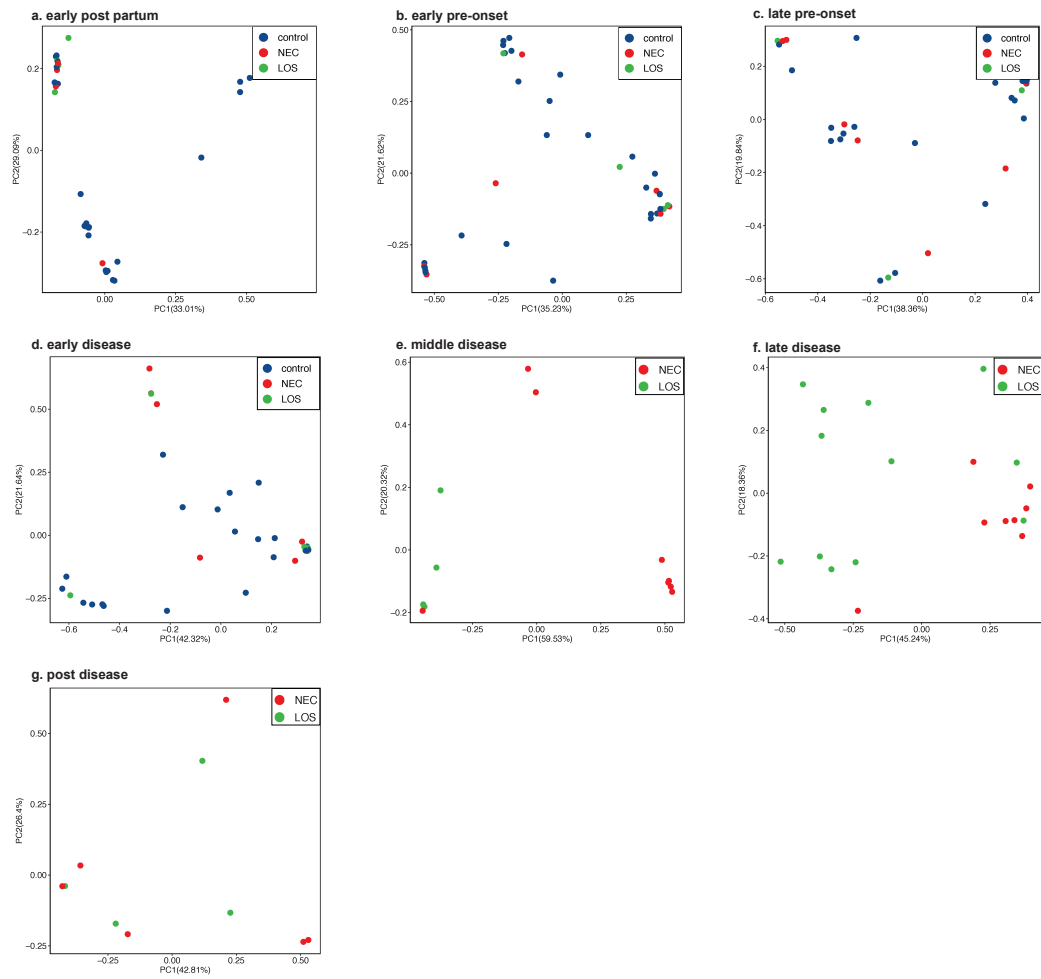 a. early post partum
control
NEC
LOS
0.2
0.0
−0.2
PC2(29.09%)
0.00
0.25
0.50
PC1(33.01%)
b. early pre-onset
control
NEC
LOS
0.50
0.25
0.00
−0.25
PC2(21.62%)
−0.50
−0.25
0.00
0.25
0.50
PC1(35.23%)
c. late pre-onset
control
NEC
LOS
0.2
0.0
−0.2
−0.4
−0.6
PC2(19.84%)
−0.6
−0.4
−0.2
0.0
0.2
0.4
PC1(38.36%)
d. early disease
control
NEC
LOS
0.50
0.25
0.00
−0.25
PC2(21.64%)
−0.6
−0.4
−0.2
0.0
0.2
PC1(42.32%)
e. middle disease
NEC
LOS
0.6
0.4
0.2
0.0
−0.2
PC2(20.32%)
0.00
0.25
0.50
PC1(59.53%)
f. late disease
NEC
LOS
0.4
0.2
0.0
−0.2
−0.4
PC2(18.36%)
−0.50
−0.25
0.00
0.25
PC1(45.24%)
g. post disease
NEC
LOS
0.50
0.25
0.00
−0.25
PC2(26.4%)
−0.25
0.00
0.25
0.50
PC1(42.81%)